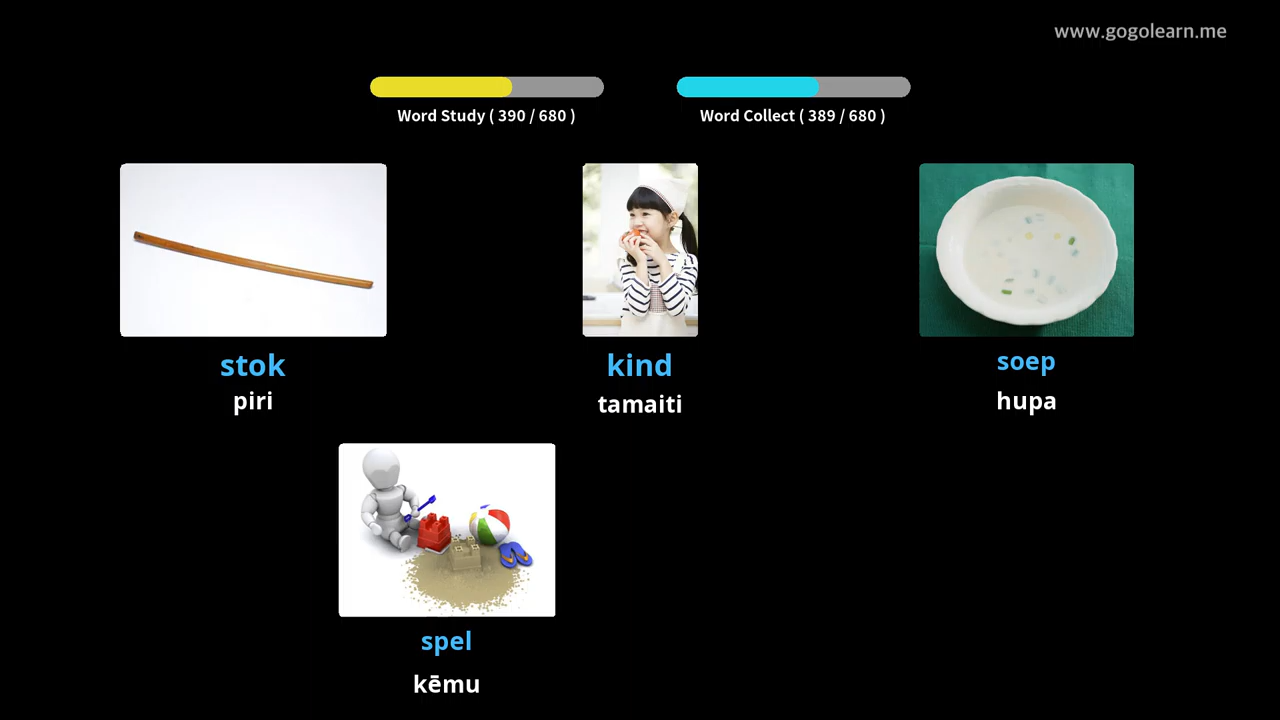 www.gogolearn.me
Word Study ( 390 / 680 )
Word Collect ( 389 / 680 )
stok
piri
kind
tamaiti
soep
hupa
spel
kēmu